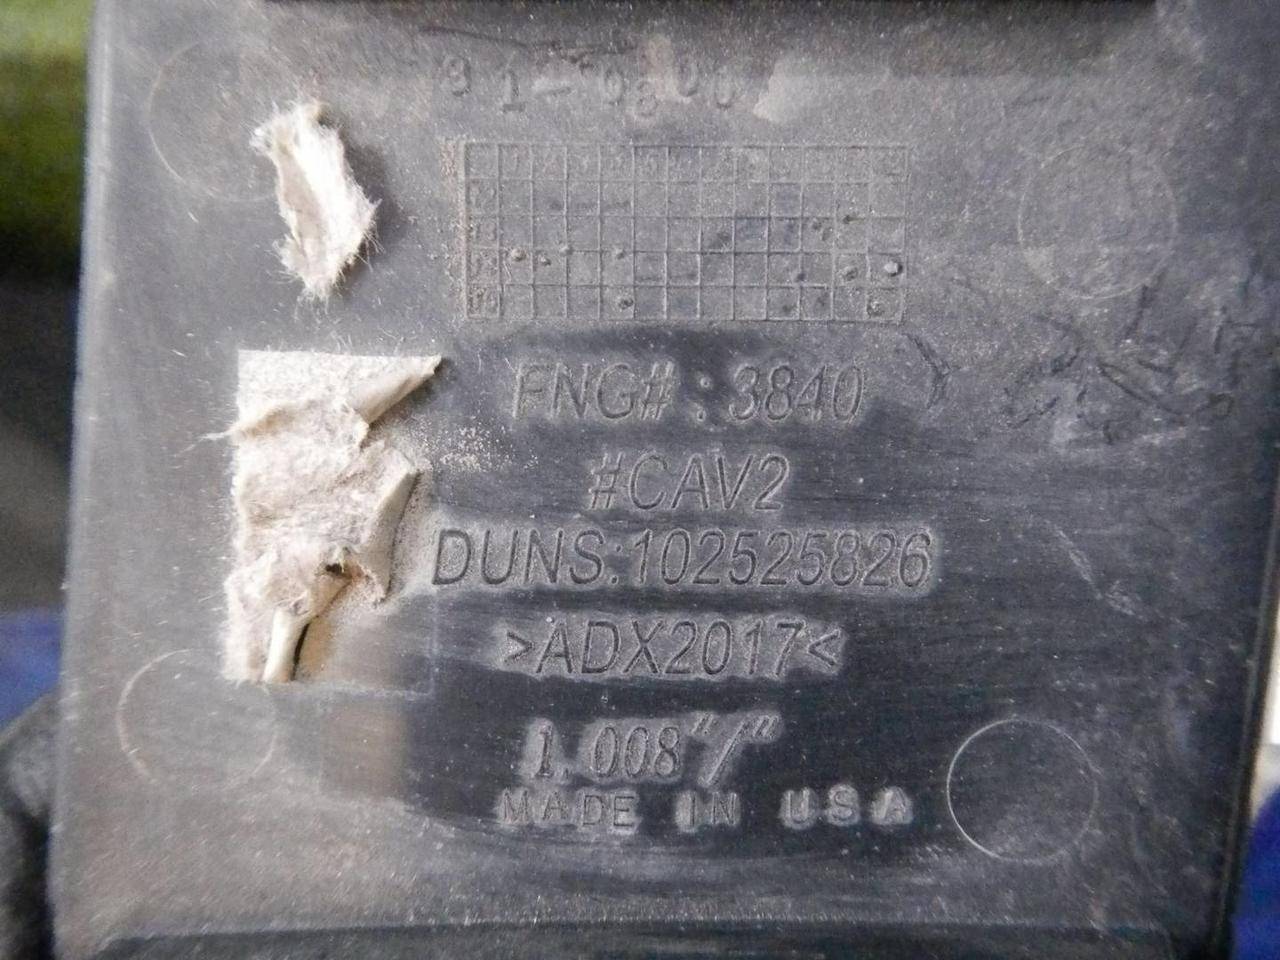 FNG# : 3840
#CAV2
DUNS:102525826
>ADX2017<
1.008"/"
MADE IN USA